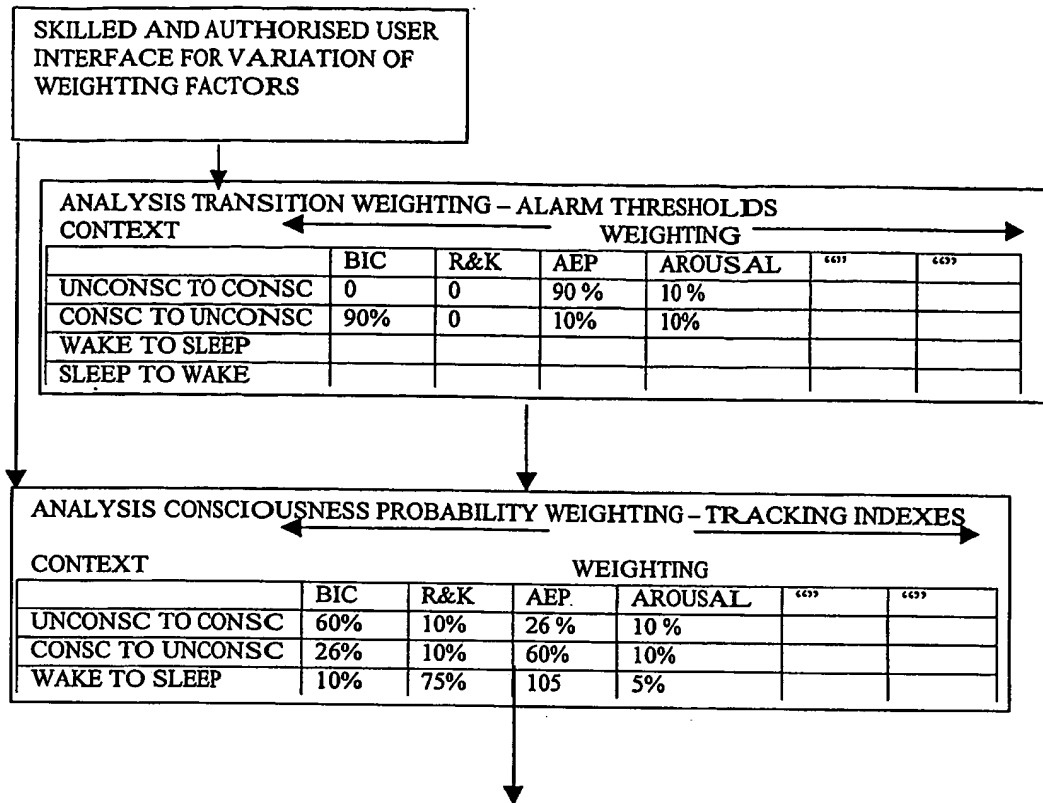 SKILLED AND AUTHORISED USER
INTERFACE FOR VARIATION OF
WEIGHTING FACTORS
ANALYSIS TRANSITION WEIGHTING – ALARM THRESHOLDS
CONTEXT WEIGHTING
BIC R&K AEP AROUSAL “” “”
UNCONSC TO CONSC 0 0 90 % 10 %
CONSC TO UNCONSC 90% 0 10% 10%
WAKE TO SLEEP
SLEEP TO WAKE
ANALYSIS CONSCIOUSNESS PROBABILITY WEIGHTING – TRACKING INDEXES
CONTEXT WEIGHTING
BIC R&K AEP. AROUSAL “” “”
UNCONSC TO CONSC 60% 10% 26 % 10 %
CONSC TO UNCONSC 26% 10% 60% 10%
WAKE TO SLEEP 10% 75% 105 5%